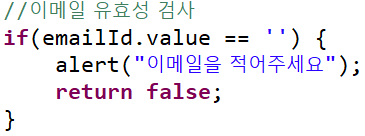 //이메일 유효성 검사
if(emailId.value == '') {
    alert("이메일을 적어주세요");
    return false;
}